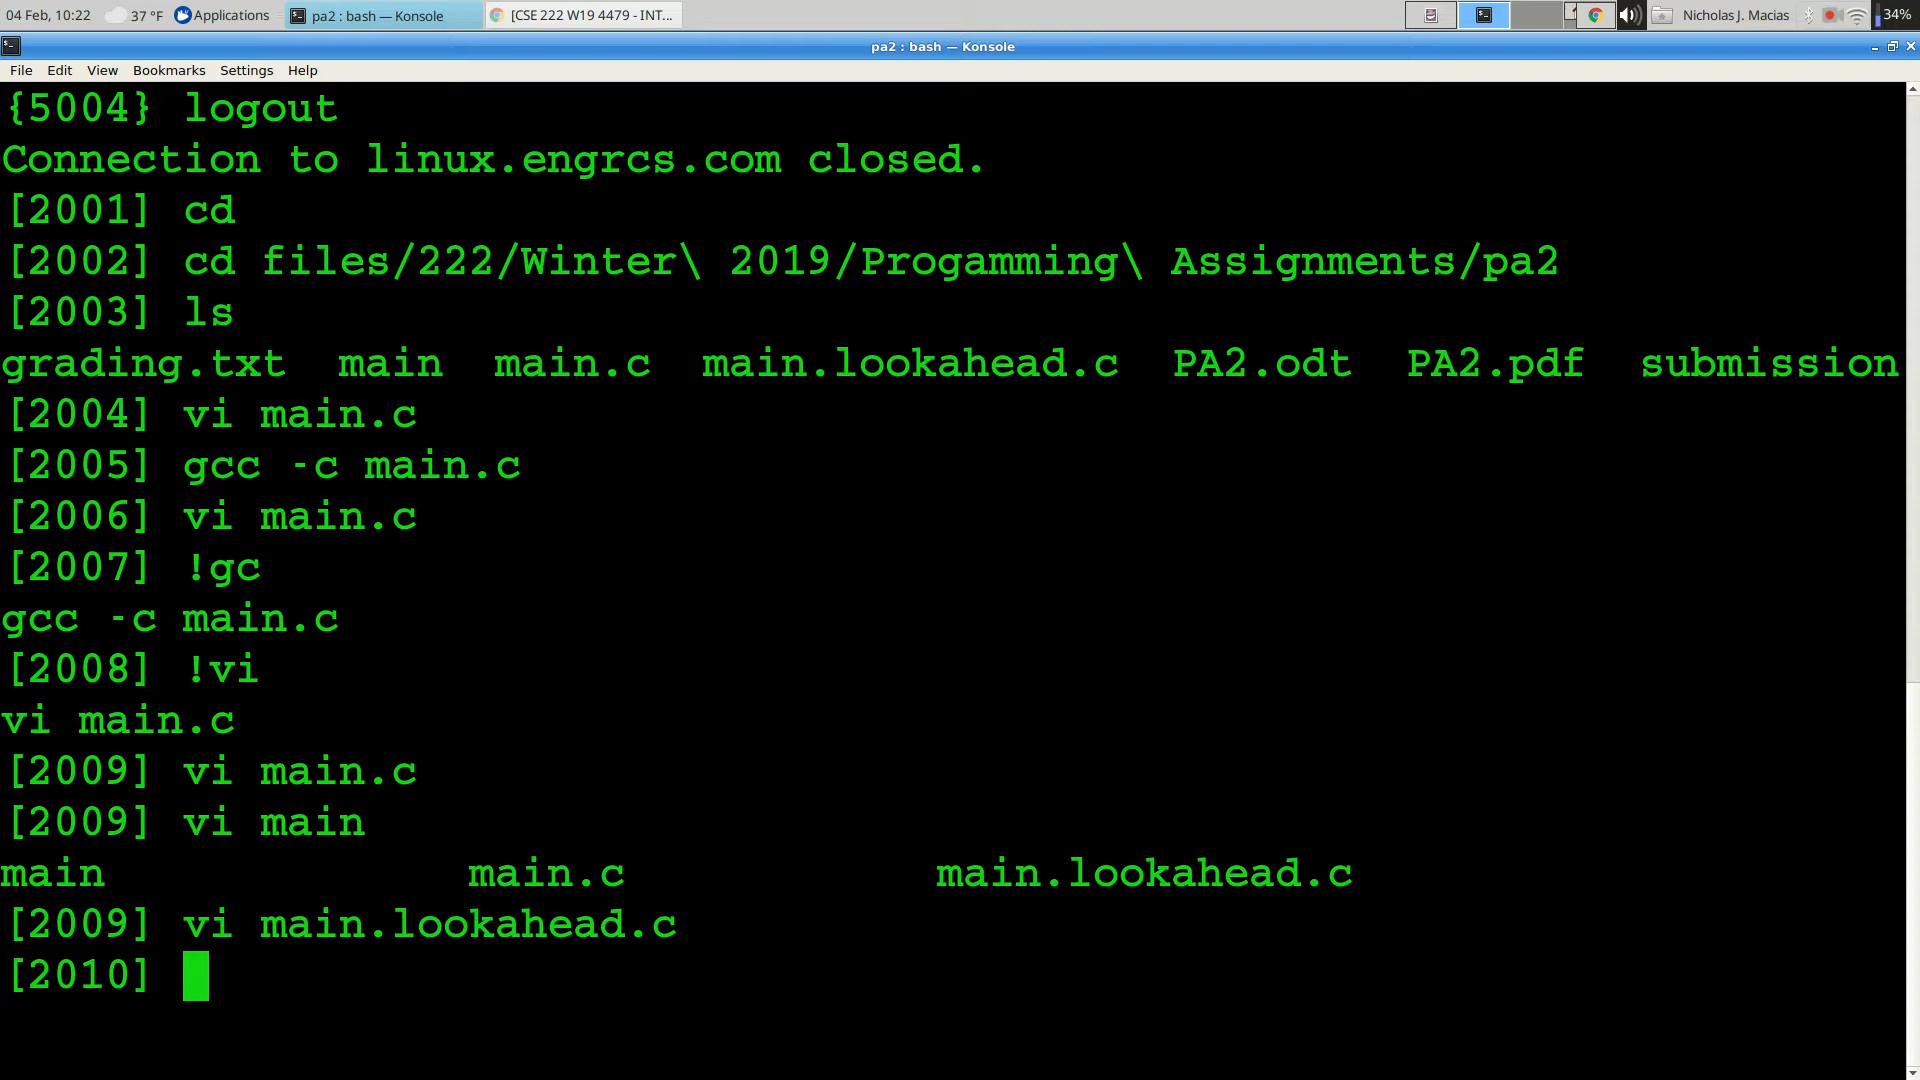 04 Feb, 10:22 37 °F Applications pa2 : bash — Konsole [CSE 222 W19 4479 - INT... Nicholas J. Macias 34%
pa2 : bash — Konsole
File Edit View Bookmarks Settings Help
{5004} logout
Connection to linux.engrcs.com closed.
[2001] cd
[2002] cd files/222/Winter\ 2019/Progamming\ Assignments/pa2
[2003] ls
grading.txt main main.c main.lookahead.c PA2.odt PA2.pdf submission
[2004] vi main.c
[2005] gcc -c main.c
[2006] vi main.c
[2007] !gc
gcc -c main.c
[2008] !vi
vi main.c
[2009] vi main.c
[2009] vi main
main main.c main.lookahead.c
[2009] vi main.lookahead.c
[2010]